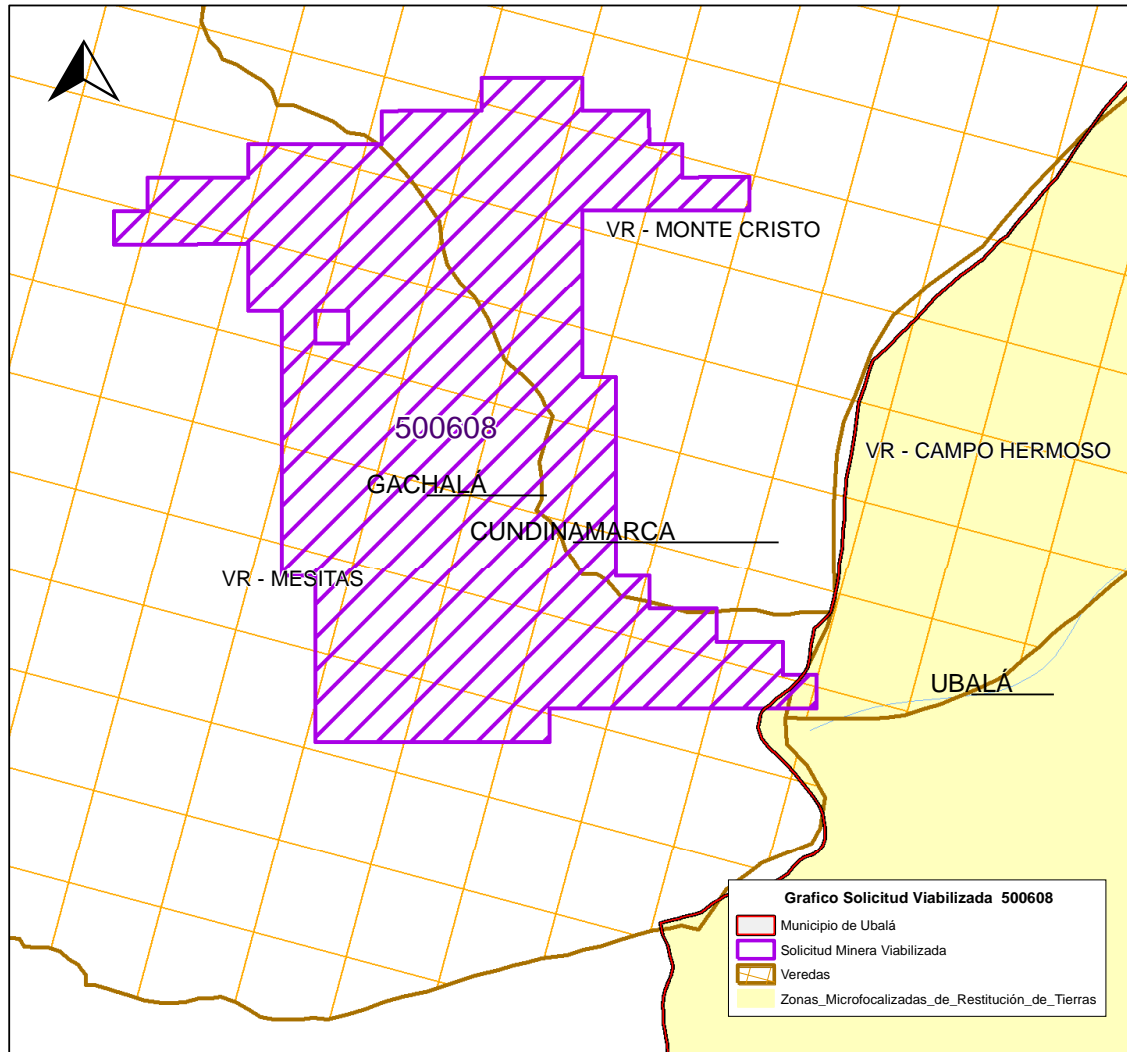 VR - MONTE CRISTO
500608
VR - CAMPO HERMOSO
GACHALÁ
CUNDINAMARCA
VR - MESITAS
UBALÁ
Grafico Solicitud Viabilizada 500608
Municipio de Ubalá
Solicitud Minera Viabilizada
Veredas
Zonas_Microfocalizadas_de_Restitución_de_Tierras